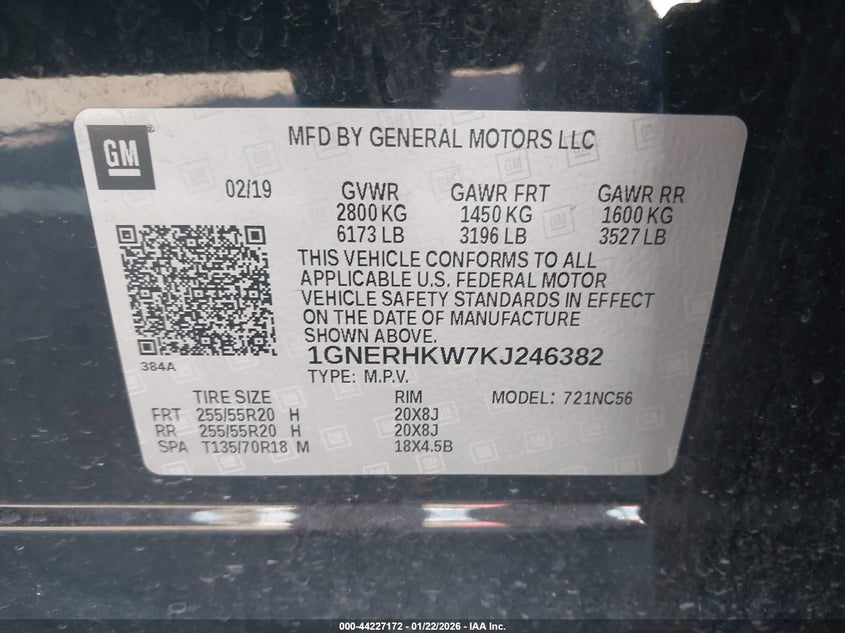 GM
MFD BY GENERAL MOTORS LLC
02/19 GVWR GAWR FRT GAWR RR
2800 KG 1450 KG 1600 KG
6173 LB 3196 LB 3527 LB
THIS VEHICLE CONFORMS TO ALL
APPLICABLE U.S. FEDERAL MOTOR
VEHICLE SAFETY STANDARDS IN EFFECT
ON THE DATE OF MANUFACTURE
SHOWN ABOVE.
1GNERHKW7KJ246382
384A
TYPE: M.P.V.
TIRE SIZE RIM MODEL: 721NC56
FRT 255/55R20 H 20X8J
RR 255/55R20 H 20X8J
SPA T135/70R18 M 18X4.5B
000-44227172 - 01/22/2026 - IAA Inc.